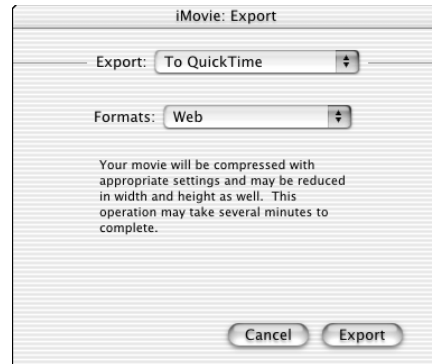 iMovie: Export
Export: To QuickTime
Formats: Web
Your movie will be compressed with
appropriate settings and may be reduced
in width and height as well. This
operation may take several minutes to
complete.
Cancel Export